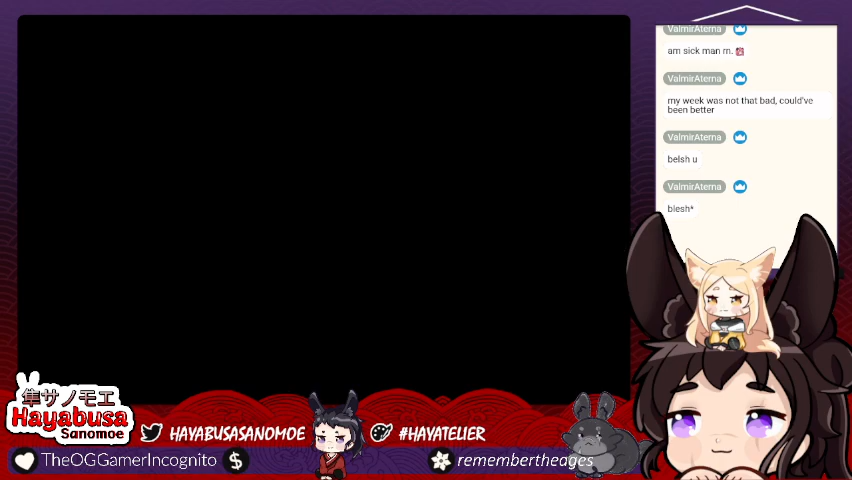 ValmirAterna
am sick man rn.
ValmirAterna
my week was not that bad, could've
been better
ValmirAterna
belsh u
ValmirAterna
blesh*
隼サノモエ
Hayabusa
Sanomoe
HAYABUSASANOMOE
#HAYATELIER
TheOGGamerIncognito
$
remembertheages